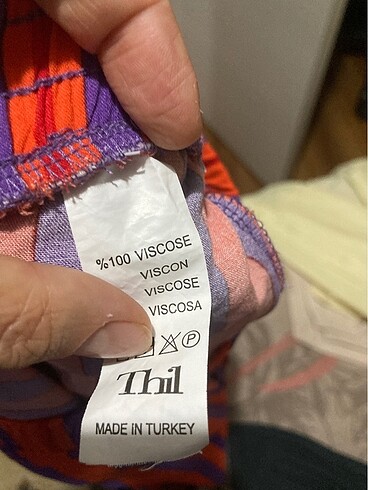 %100 VISCOSE
VISCON
VISCOSE
VISCOSA
P
Thil
MADE IN TURKEY